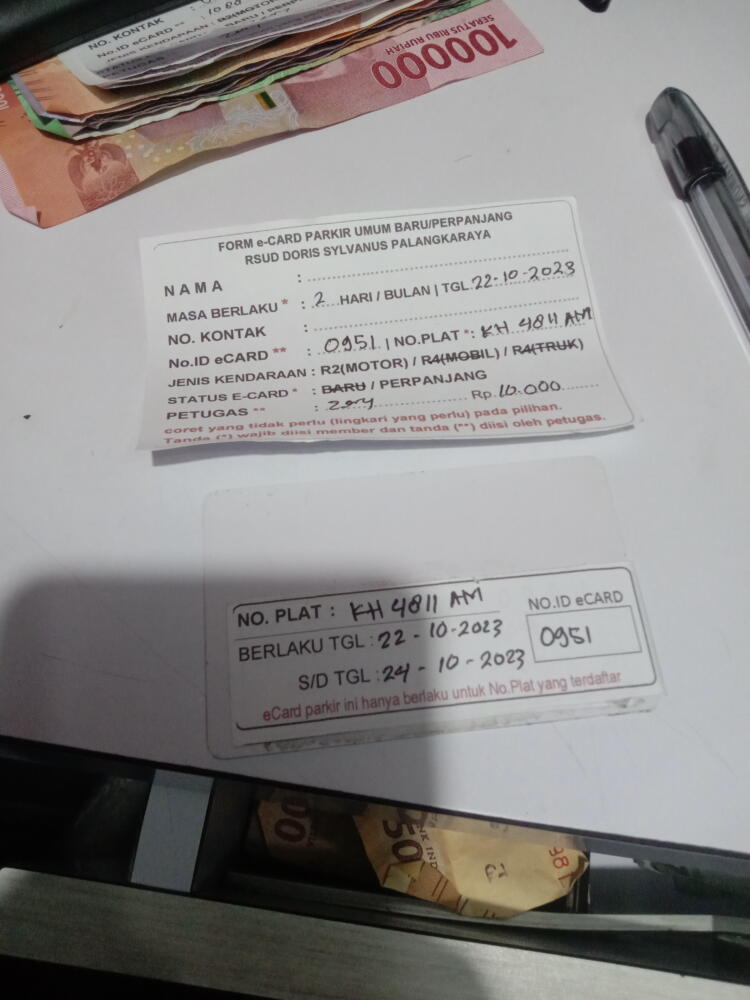 NO. KONTAK
No.ID eCARD ** : 1088
JENIS KENDARAAN : R2(MOTOR
BARU / PERP
100000
SERATUS RIBU RUPIAH
FORM e-CARD PARKIR UMUM BARU/PERPANJANG
RSUD DORIS SYLVANUS PALANGKARAYA
NAMA :
MASA BERLAKU * : 2 HARI / BULAN | TGL 22-10-2023
NO. KONTAK :
No.ID eCARD ** : 0951 | NO.PLAT *: KH 4811 AM
JENIS KENDARAAN : R2(MOTOR) / R4(MOBIL) / R4(TRUK)
STATUS E-CARD * : BARU / PERPANJANG
PETUGAS ** : Rp. 10.000
coret yang tidak perlu (lingkari yang perlu) pada pilihan.
Tanda (*) wajib diisi member dan tanda (**) diisi oleh petugas.
NO. PLAT : KH 4811 AM
BERLAKU TGL : 22 - 10-2023
S/D TGL : 24 - 10 - 2023
NO.ID eCARD
0951
eCard parkir ini hanya berlaku untuk No.Plat yang terdaftar